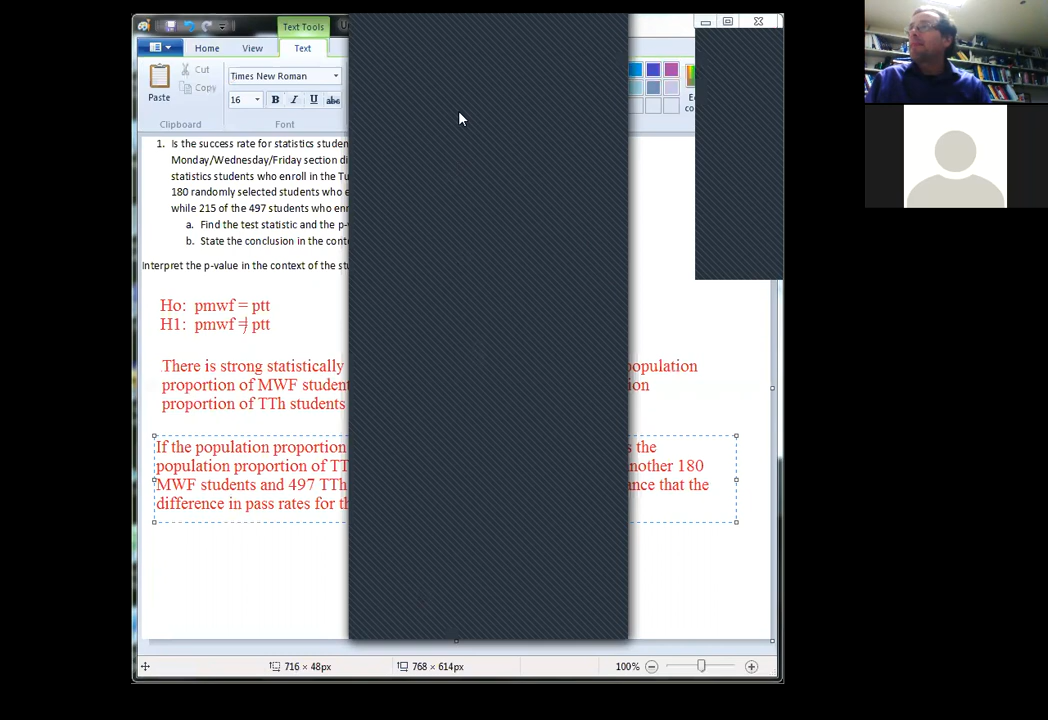 Text Tools
Home View Text
Paste
Cut
Copy
Clipboard
Times New Roman
16 B I U abc
Font
1. Is the success rate for statistics studen
Monday/Wednesday/Friday section di
statistics students who enroll in the Tu
180 randomly selected students who e
while 215 of the 497 students who enr
a. Find the test statistic and the p-v
b. State the conclusion in the conte
Interpret the p-value in the context of the stu
Ho: pmwf = ptt
H1: pmwf ≠ ptt
There is strong statistically population
proportion of MWF student ion
proportion of TTh students
If the population proportion s the
population proportion of TT nother 180
MWF students and 497 TTh ance that the
difference in pass rates for th
716 × 48px 768 × 614px 100%